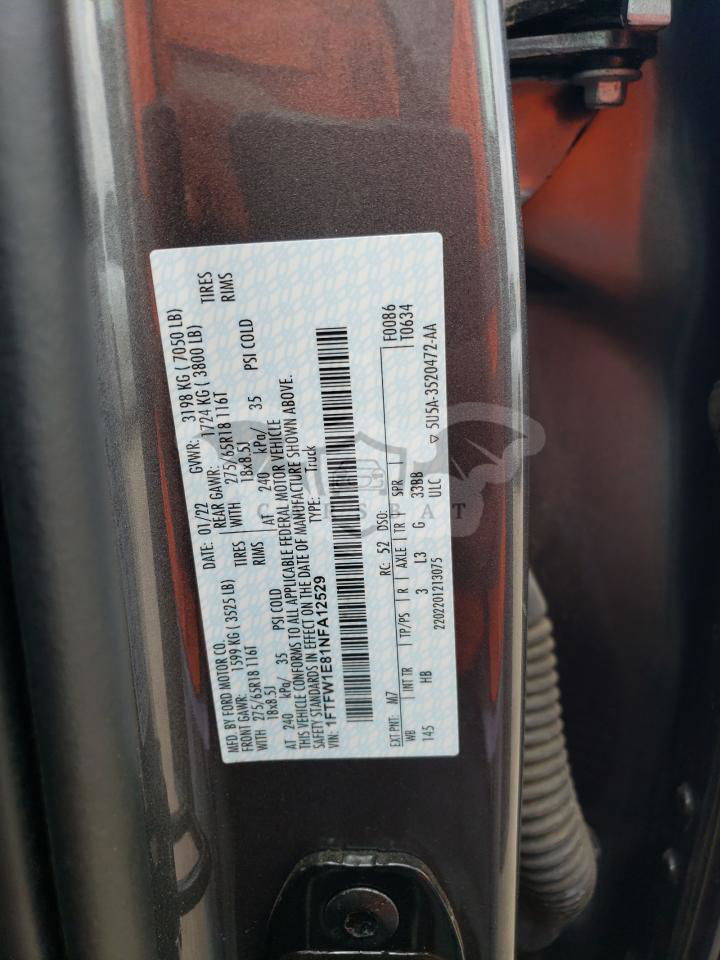 MFD. BY FORD MOTOR CO. DATE: 01/22 GVWR: 3198 KG ( 7050 LB)
FRONT GAWR: 1599 KG ( 3525 LB) REAR GAWR: 1724 KG ( 3800 LB)
WITH 275/65R18 116T TIRES WITH 275/65R18 116T TIRES
18x8.5J RIMS 18x8.5J RIMS
AT 240 kPa/ 35 PSI COLD AT 240 kPa/ 35 PSI COLD
THIS VEHICLE CONFORMS TO ALL APPLICABLE FEDERAL MOTOR VEHICLE
SAFETY STANDARDS IN EFFECT ON THE DATE OF MANUFACTURE SHOWN ABOVE.
VIN: 1FTFW1E81NFA12529 TYPE: Truck
EXT PNT: M7 RC: 52 DSO: F0086
WB INT TR TP/PS R AXLE TR SPR T0634
145 HB 3 L3 G 33BB
2202201213075 ULC ▽ 5U5A-3520472-AA